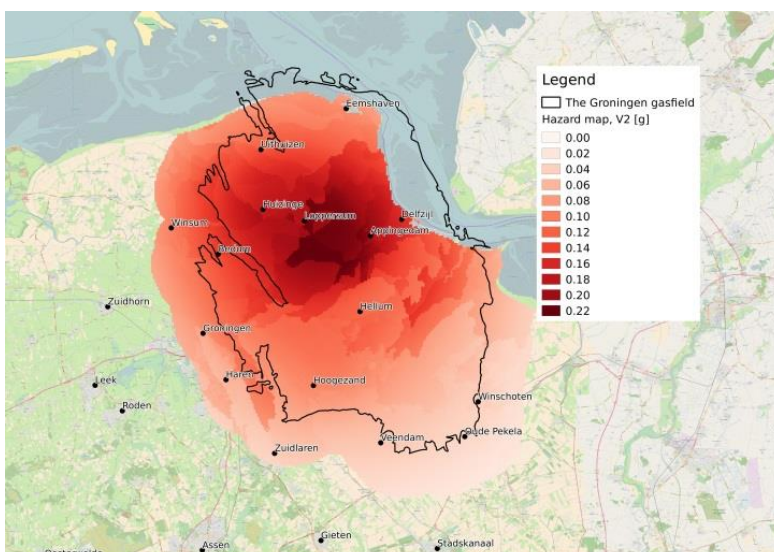 Legend
The Groningen gasfield
Hazard map, V2 [g]
0.00
0.02
0.04
0.06
0.08
0.10
0.12
0.14
0.16
0.18
0.20
0.22
Eemshaven
Uithuizen
Huizinge
Loppersum
Delfzijl
Winsum
Appingedam
Bedum
Zuidhorn
Hellum
Groningen
Leek
Haren
Hoogezand
Roden
Winschoten
Oude Pekela
Veendam
Zuidlaren
Gieten
Assen
Stadskanaal
Oosterwolde